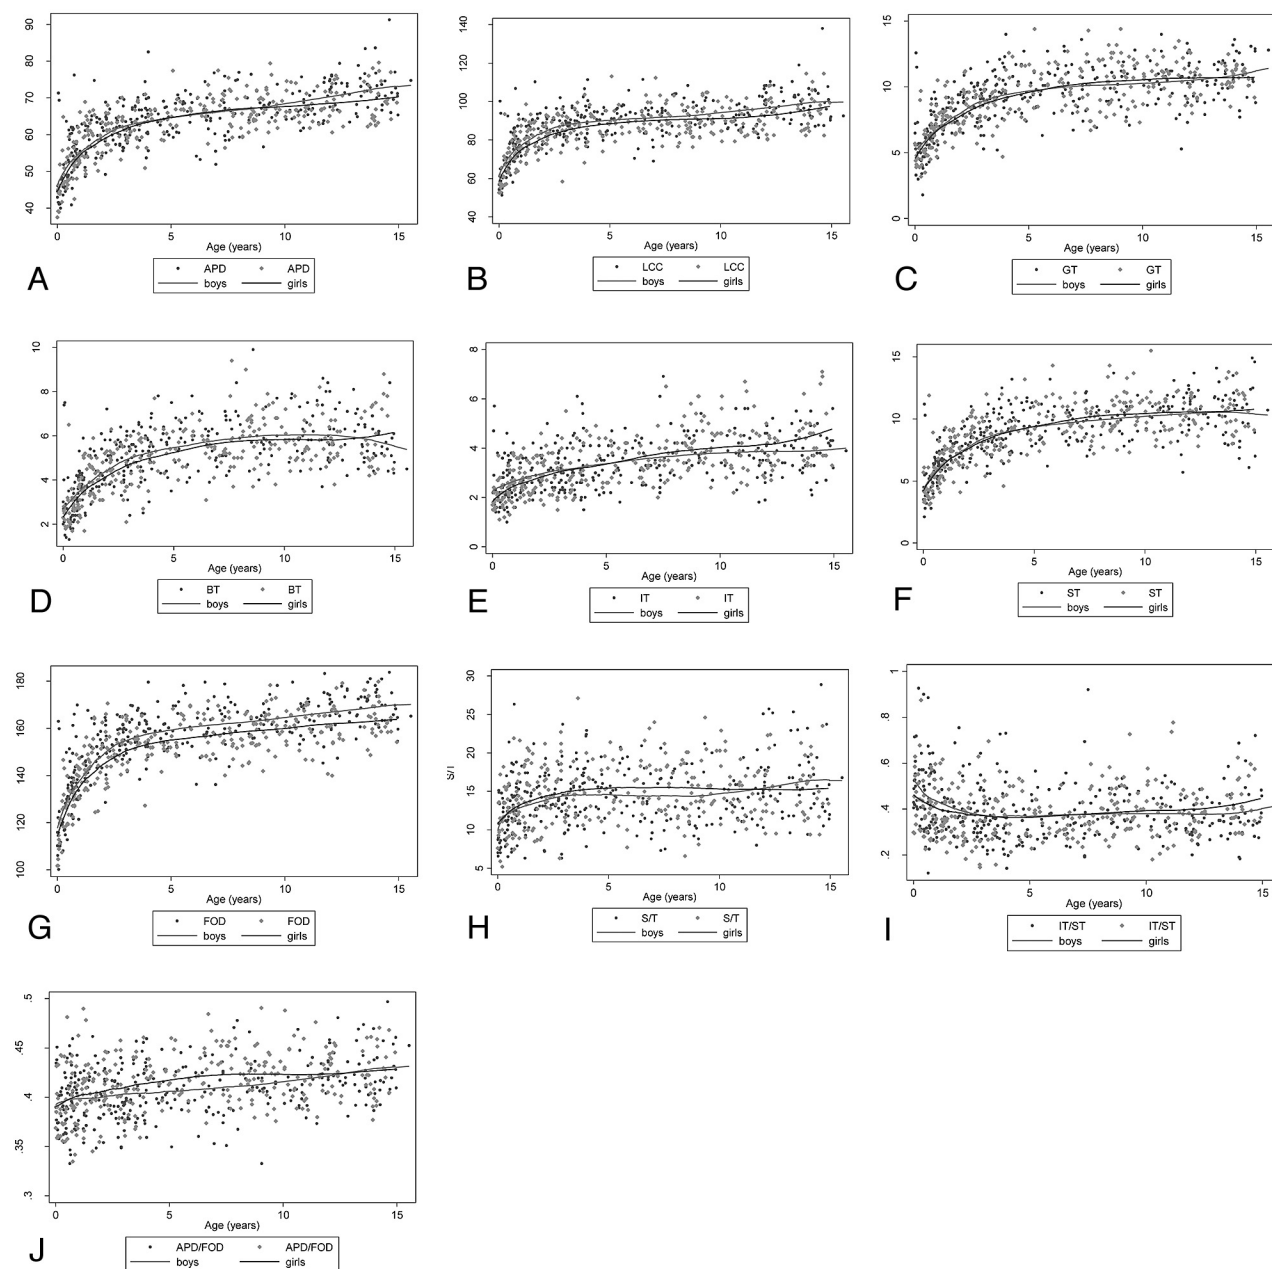 90
80
70
60
50
40
0 5 10 15
Age (years)
APD APD
boys girls
A
140
120
100
80
60
40
0 5 10 15
Age (years)
LCC LCC
boys girls
B
15
10
5
0
0 5 10 15
Age (years)
GT GT
boys girls
C
10
8
6
4
2
0 5 10 15
Age (years)
BT BT
boys girls
D
8
6
4
2
0
0 5 10 15
Age (years)
IT IT
boys girls
E
15
10
5
0
0 5 10 15
Age (years)
ST ST
boys girls
F
180
160
140
120
100
0 5 10 15
Age (years)
FOD FOD
boys girls
G
30
25
20
15
10
5
S/T
0 5 10 15
Age (years)
S/T S/T
boys girls
H
1
.8
.6
.4
.2
0 5 10 15
Age (years)
IT/ST IT/ST
boys girls
I
.5
.45
.4
.35
.3
0 5 10 15
Age (years)
APD/FOD APD/FOD
boys girls
J